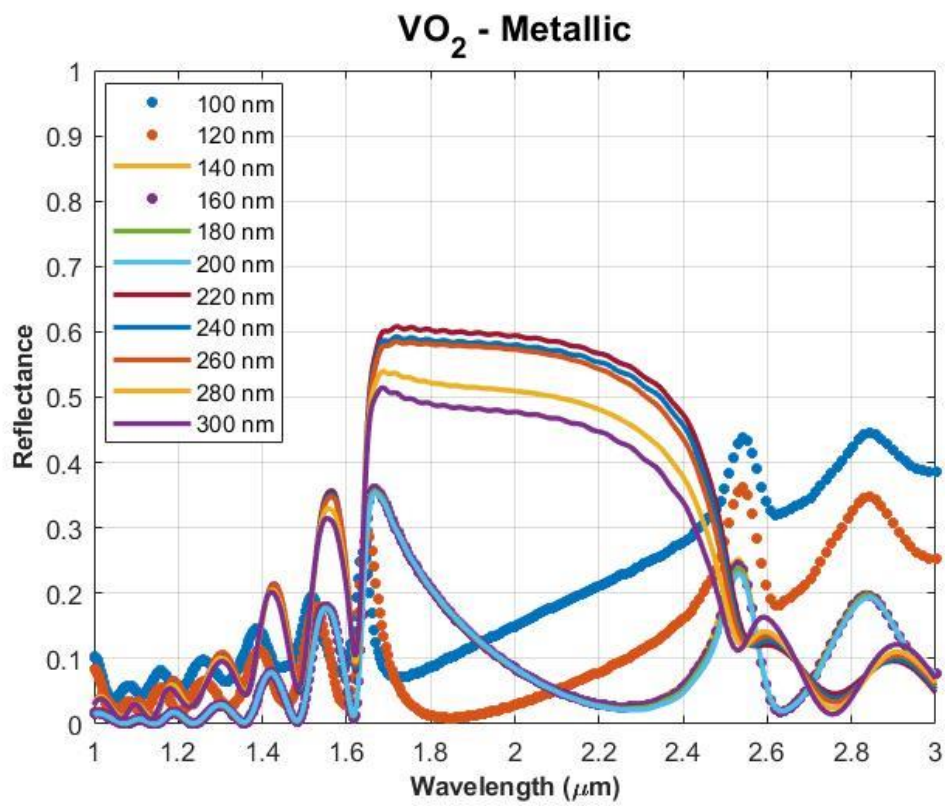 VO2 - Metallic
1
0.9
0.8
0.7
0.6
0.5
0.4
0.3
0.2
0.1
0
Reflectance
100 nm
120 nm
140 nm
160 nm
180 nm
200 nm
220 nm
240 nm
260 nm
280 nm
300 nm
1 1.2 1.4 1.6 1.8 2 2.2 2.4 2.6 2.8 3
Wavelength (μm)